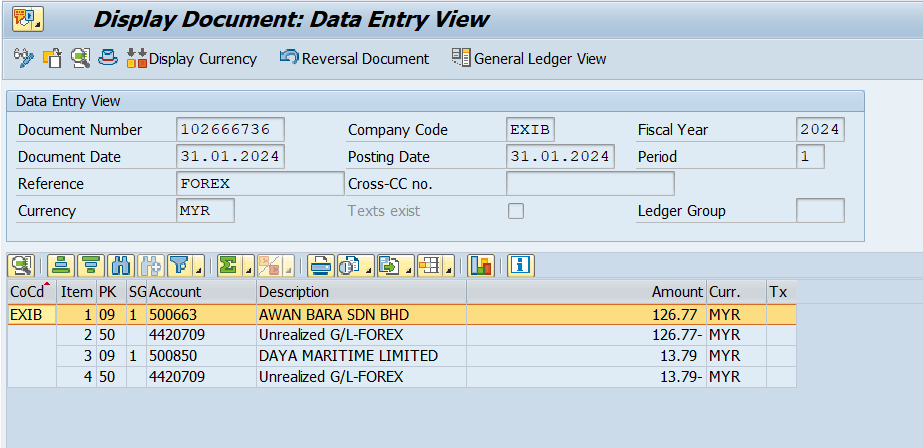 Display Document: Data Entry View
Display Currency Reversal Document General Ledger View
Data Entry View
Document Number 102666736 Company Code EXIB Fiscal Year 2024
Document Date 31.01.2024 Posting Date 31.01.2024 Period 1
Reference FOREX Cross-CC no.
Currency MYR Texts exist Ledger Group
CoCd Item PK SG Account Description Amount Curr. Tx
EXIB 1 09 1 500663 AWAN BARA SDN BHD 126.77 MYR
2 50 4420709 Unrealized G/L-FOREX 126.77- MYR
3 09 1 500850 DAYA MARITIME LIMITED 13.79 MYR
4 50 4420709 Unrealized G/L-FOREX 13.79- MYR